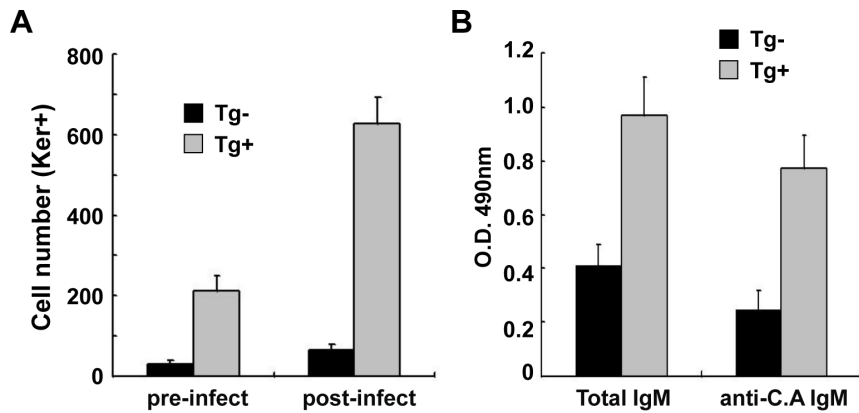 A
Cell number (Ker+)
800
600
400
200
0
Tg-
Tg+
pre-infect
post-infect
B
O.D. 490nm
1.2
1.0
0.8
0.6
0.4
0.2
0
Tg-
Tg+
Total IgM
anti-C.A IgM